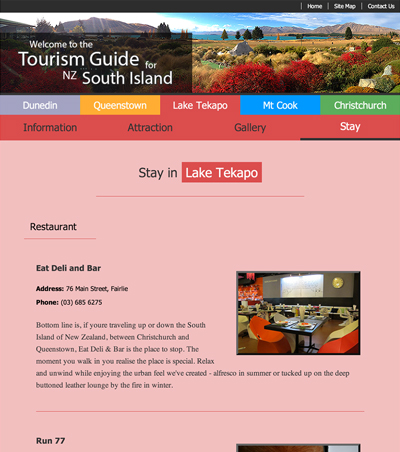 Home | Site Map | Contact Us
Welcome to the
Tourism Guide for
NZ South Island
Dunedin Queenstown Lake Tekapo Mt Cook Christchurch
Information Attraction Gallery Stay
Stay in Lake Tekapo
Restaurant
Eat Deli and Bar
Address: 76 Main Street, Fairlie
Phone: (03) 685 6275
Bottom line is, if youre traveling up or down the South
Island of New Zealand, between Christchurch and
Queenstown, Eat Deli & Bar is the place to stop. The
moment you walk in you realise the place is special. Relax
and unwind while enjoying the urban feel we've created - alfresco in summer or tucked up on the deep
buttoned leather lounge by the fire in winter.
Run 77